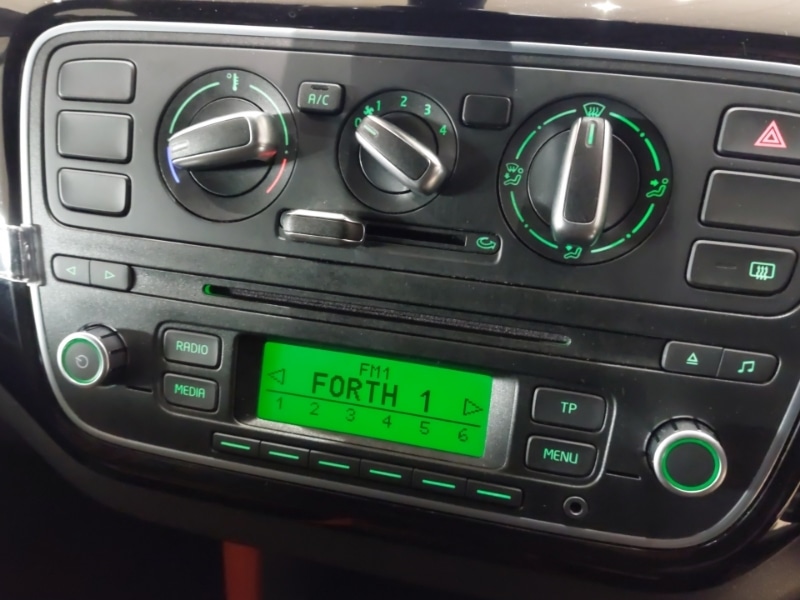 A/C
0 1 2 3 4
RADIO
MEDIA
FM1
FORTH 1
1 2 3 4 5 6
TP
MENU